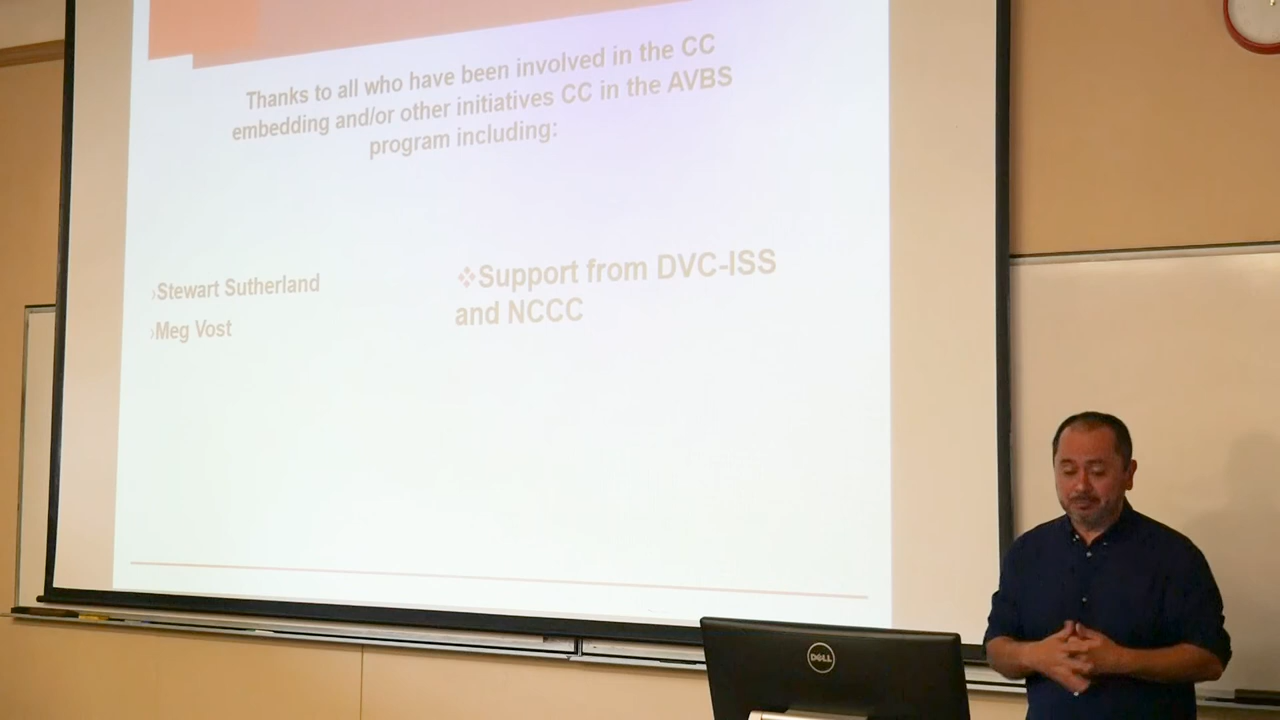 Thanks to all who have been involved in the CC
embedding and/or other initiatives CC in the AVBS
program including:
›Stewart Sutherland
›Meg Vost
❖Support from DVC-ISS
and NCCC
DELL